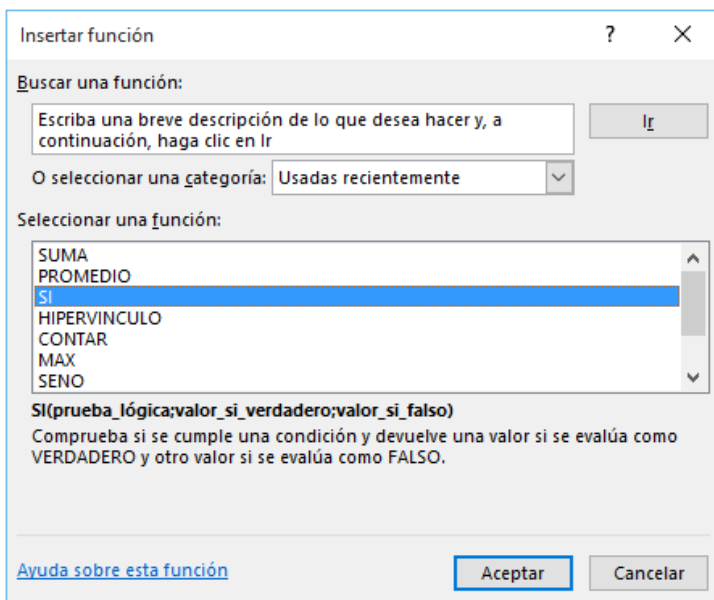 Insertar función
?
Buscar una función:
Escriba una breve descripción de lo que desea hacer y, a
continuación, haga clic en Ir
Ir
O seleccionar una categoría: Usadas recientemente
Seleccionar una función:
SUMA
PROMEDIO
SI
HIPERVINCULO
CONTAR
MAX
SENO
SI(prueba_lógica;valor_si_verdadero;valor_si_falso)
Comprueba si se cumple una condición y devuelve una valor si se evalúa como
VERDADERO y otro valor si se evalúa como FALSO.
Ayuda sobre esta función
Aceptar
Cancelar